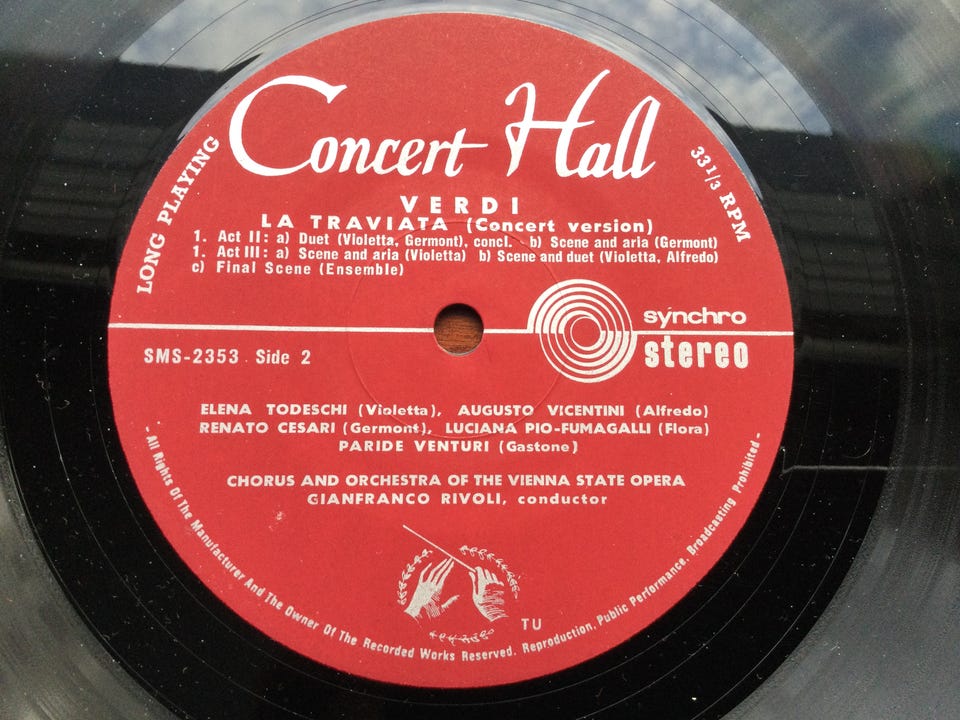 Concert Hall
LONG PLAYING
33 1/3 RPM
VERDI
LA TRAVIATA (Concert version)
1. Act II: a) Duet (Violetta, Germont), concl. b) Scene and aria (Germont)
1. Act III: a) Scene and aria (Violetta) b) Scene and duet (Violetta, Alfredo)
c) Final Scene (Ensemble)
synchro
stereo
SMS-2353 Side 2
ELENA TODESCHI (Violetta), AUGUSTO VICENTINI (Alfredo)
RENATO CESARI (Germont), LUCIANA PIO-FUMAGALLI (Flora)
PARIDE VENTURI (Gastone)
CHORUS AND ORCHESTRA OF THE VIENNA STATE OPERA
GIANFRANCO RIVOLI, conductor
TU
- All Rights Of The Manufacturer And The Owner Of The Recorded Works Reserved. Reproduction, Public Performance, Broadcasting Prohibited -